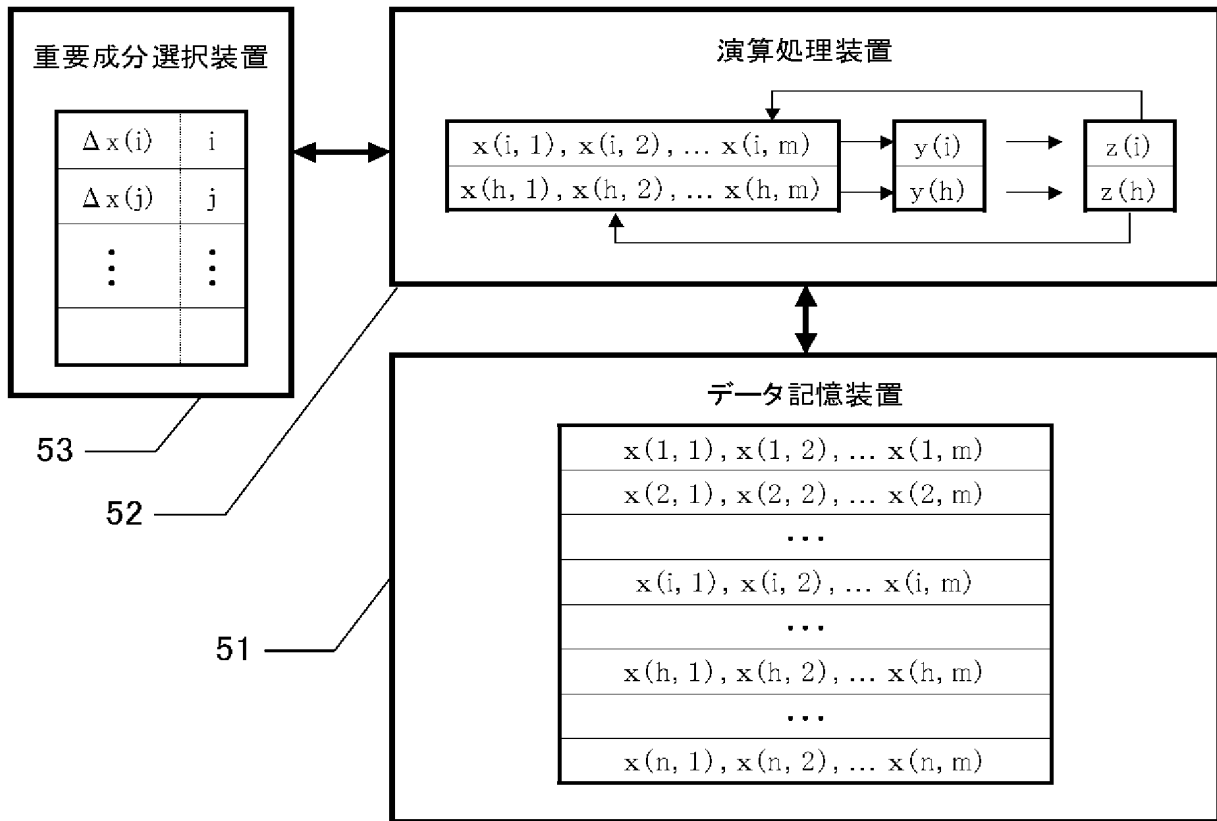 重要成分選択装置
Δx(i) i
Δx(j) j
⋮ ⋮
53
演算処理装置
x(i, 1), x(i, 2), ... x(i, m) y(i) z(i)
x(h, 1), x(h, 2), ... x(h, m) y(h) z(h)
52
データ記憶装置
x(1, 1), x(1, 2), ... x(1, m)
x(2, 1), x(2, 2), ... x(2, m)
...
x(i, 1), x(i, 2), ... x(i, m)
...
x(h, 1), x(h, 2), ... x(h, m)
...
x(n, 1), x(n, 2), ... x(n, m)
51